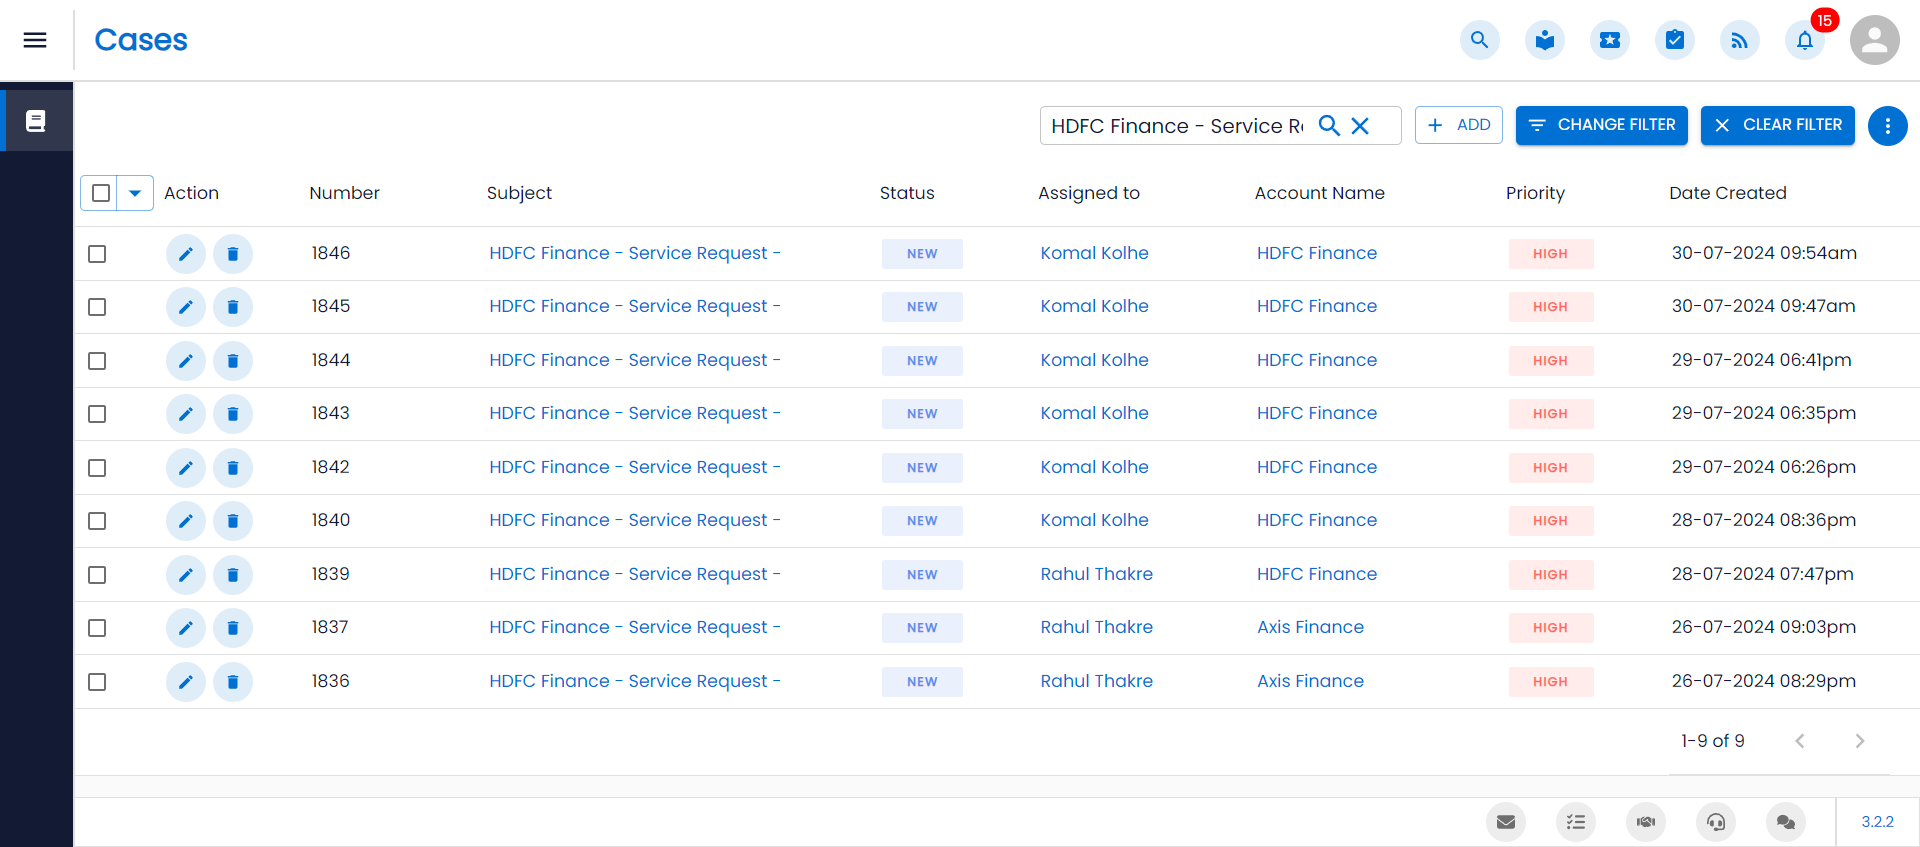 Cases
15
HDFC Finance - Service R
ADD
CHANGE FILTER
CLEAR FILTER
Action Number Subject Status Assigned to Account Name Priority Date Created
1846 HDFC Finance - Service Request - NEW Komal Kolhe HDFC Finance HIGH 30-07-2024 09:54am
1845 HDFC Finance - Service Request - NEW Komal Kolhe HDFC Finance HIGH 30-07-2024 09:47am
1844 HDFC Finance - Service Request - NEW Komal Kolhe HDFC Finance HIGH 29-07-2024 06:41pm
1843 HDFC Finance - Service Request - NEW Komal Kolhe HDFC Finance HIGH 29-07-2024 06:35pm
1842 HDFC Finance - Service Request - NEW Komal Kolhe HDFC Finance HIGH 29-07-2024 06:26pm
1840 HDFC Finance - Service Request - NEW Komal Kolhe HDFC Finance HIGH 28-07-2024 08:36pm
1839 HDFC Finance - Service Request - NEW Rahul Thakre HDFC Finance HIGH 28-07-2024 07:47pm
1837 HDFC Finance - Service Request - NEW Rahul Thakre Axis Finance HIGH 26-07-2024 09:03pm
1836 HDFC Finance - Service Request - NEW Rahul Thakre Axis Finance HIGH 26-07-2024 08:29pm
1-9 of 9
3.2.2